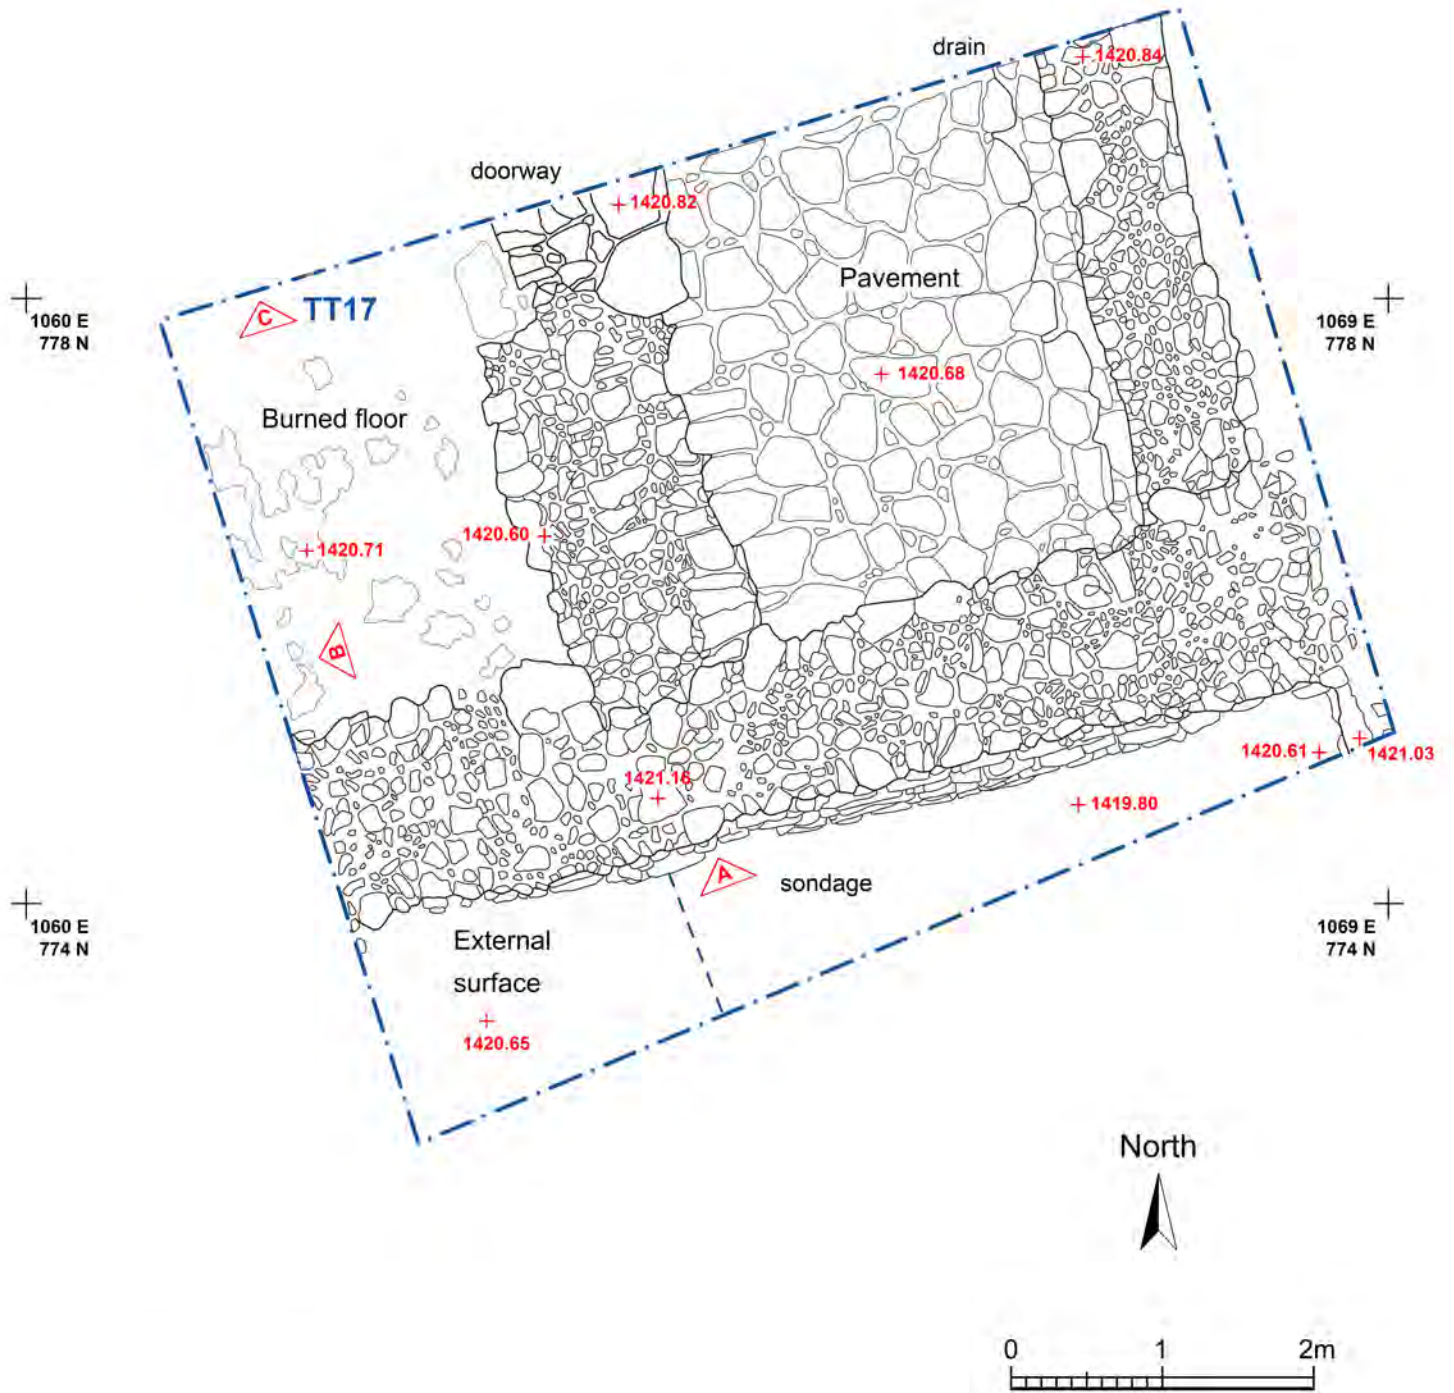 drain
1420.84
doorway
1420.82
Pavement
1060 E
778 N
C
TT17
1069 E
778 N
1420.68
Burned floor
1420.60
1420.71
B
1421.16
1420.61
1421.03
1419.80
A
sondage
1060 E
774 N
1069 E
774 N
External
surface
1420.65
North
0 1 2m